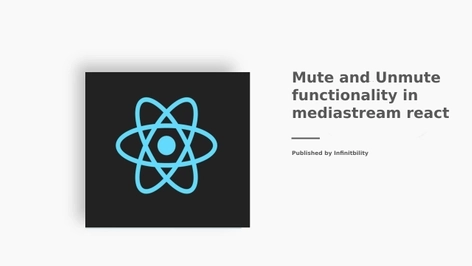 Mute and Unmute
functionality in
mediastream react
Published by Infinitbility